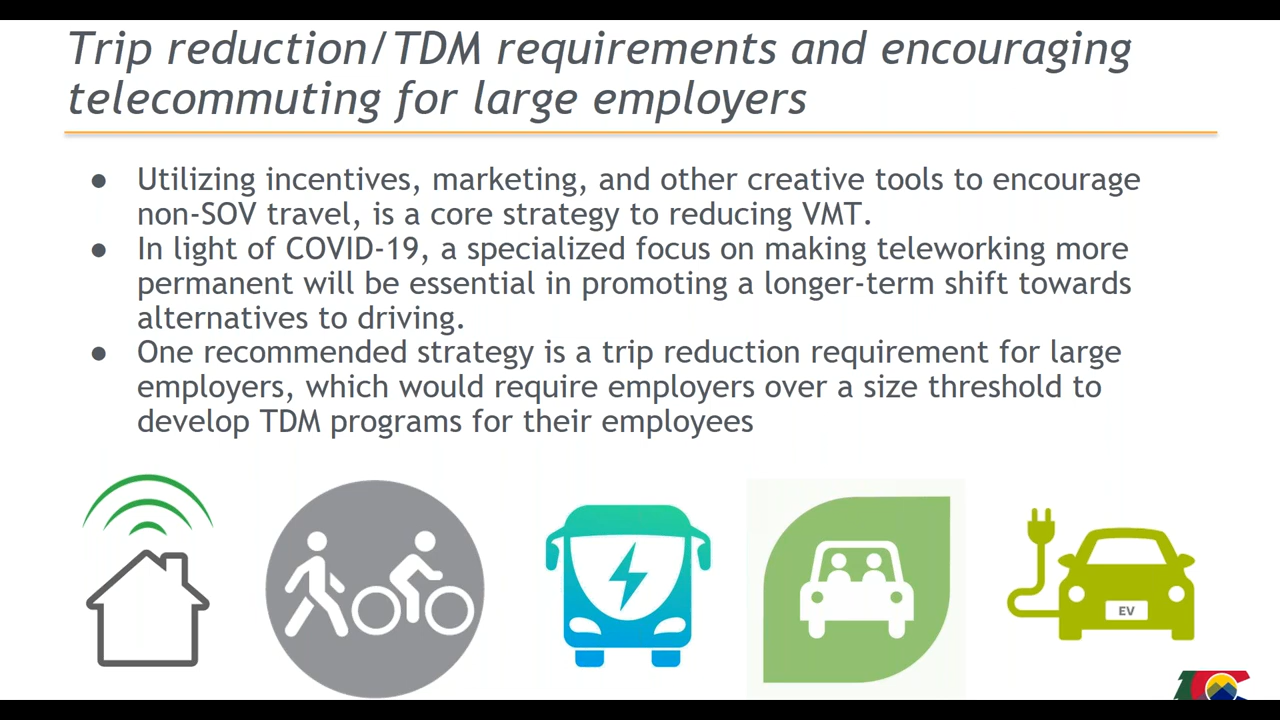 Trip reduction/TDM requirements and encouraging
telecommuting for large employers
● Utilizing incentives, marketing, and other creative tools to encourage
non-SOV travel, is a core strategy to reducing VMT.
● In light of COVID-19, a specialized focus on making teleworking more
permanent will be essential in promoting a longer-term shift towards
alternatives to driving.
● One recommended strategy is a trip reduction requirement for large
employers, which would require employers over a size threshold to
develop TDM programs for their employees
EV